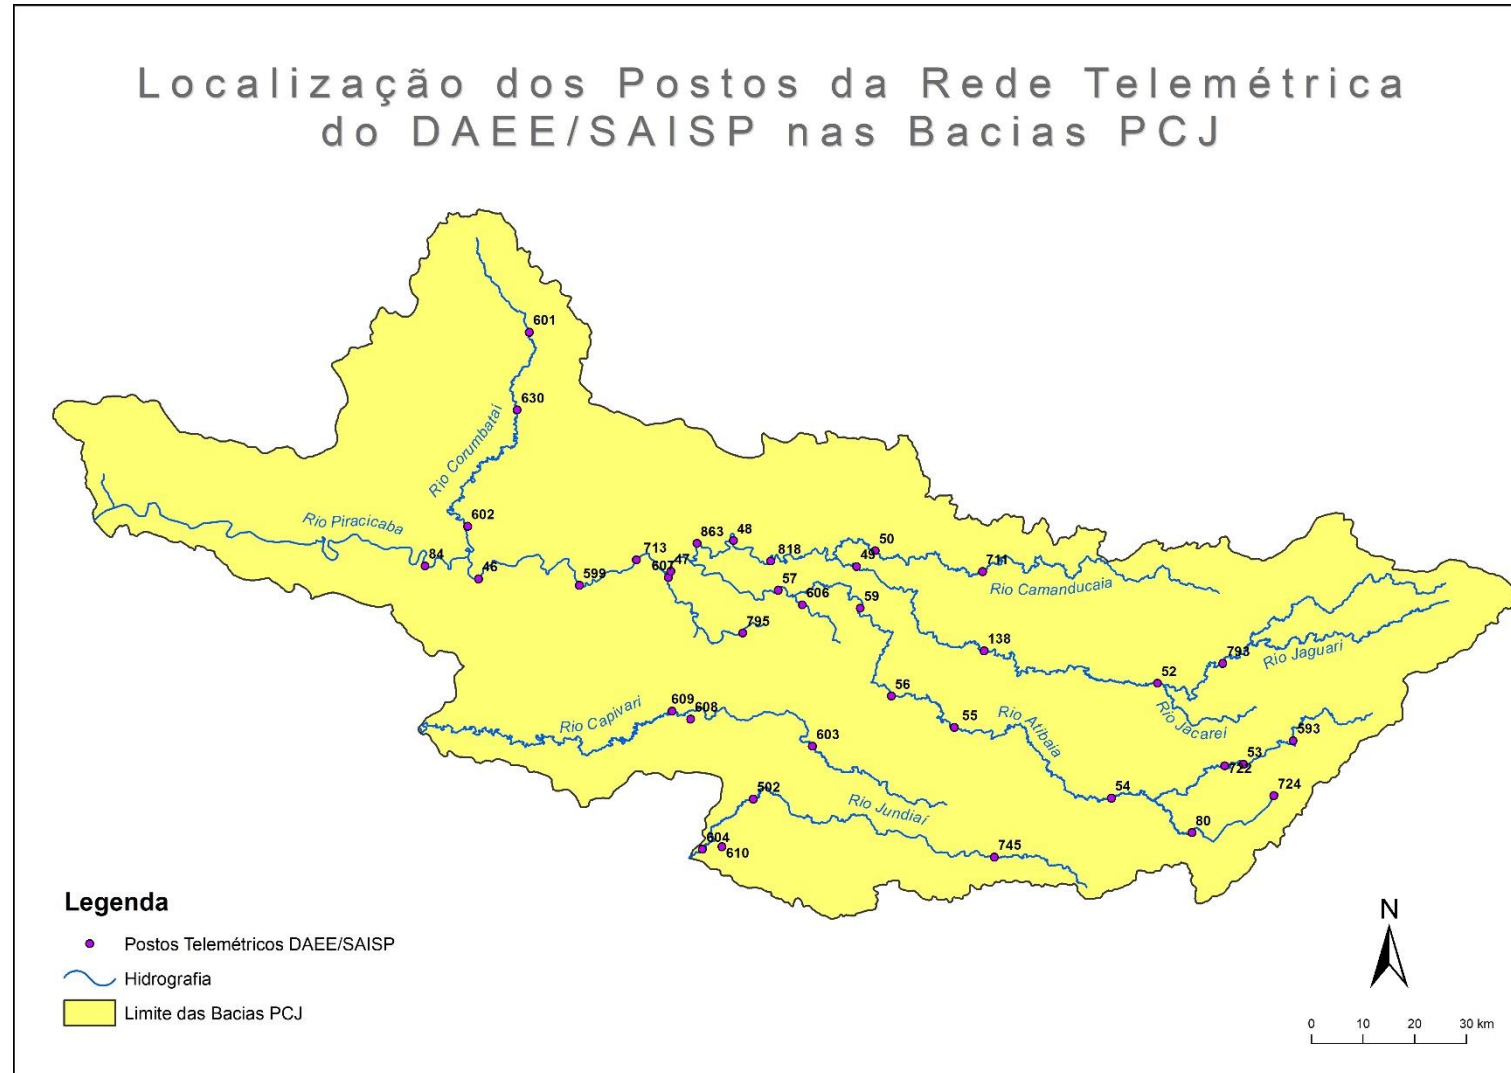 Localização dos Postos da Rede Telemétrica
do DAEE/SAISP nas Bacias PCJ
601
630
Rio Corumbataí
602
Rio Piracicaba
84
46
599
713
607
47
863
48
818
50
49
711
Rio Camanducaia
57
606
59
795
138
793
Rio Jaguari
52
Rio Jacareí
56
55
Rio Atibaia
609
608
Rio Capivari
603
593
53
722
724
54
80
502
Rio Jundiaí
604
610
745
Legenda
Postos Telemétricos DAEE/SAISP
Hidrografia
Limite das Bacias PCJ
N
0 10 20 30 km